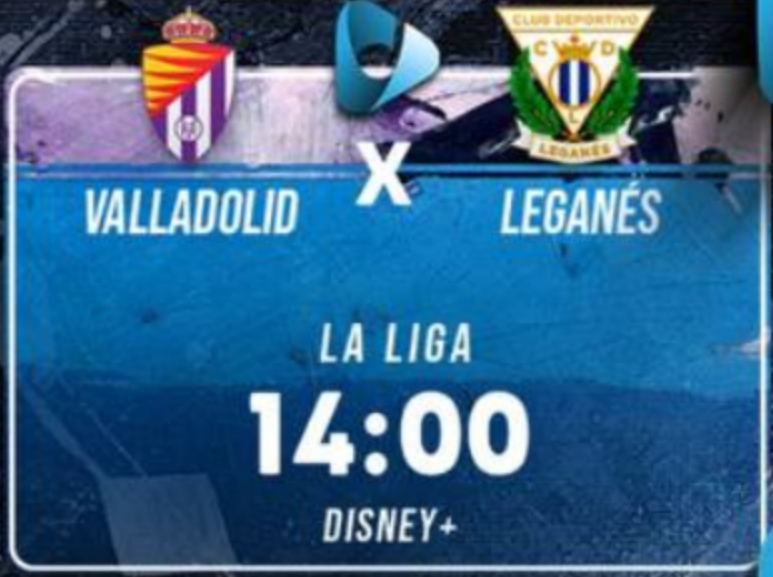 CLUB DEPORTIVO
C D
L
LEGANÉS
X
VALLADOLID
LEGANÉS
LA LIGA
14:00
DISNEY+